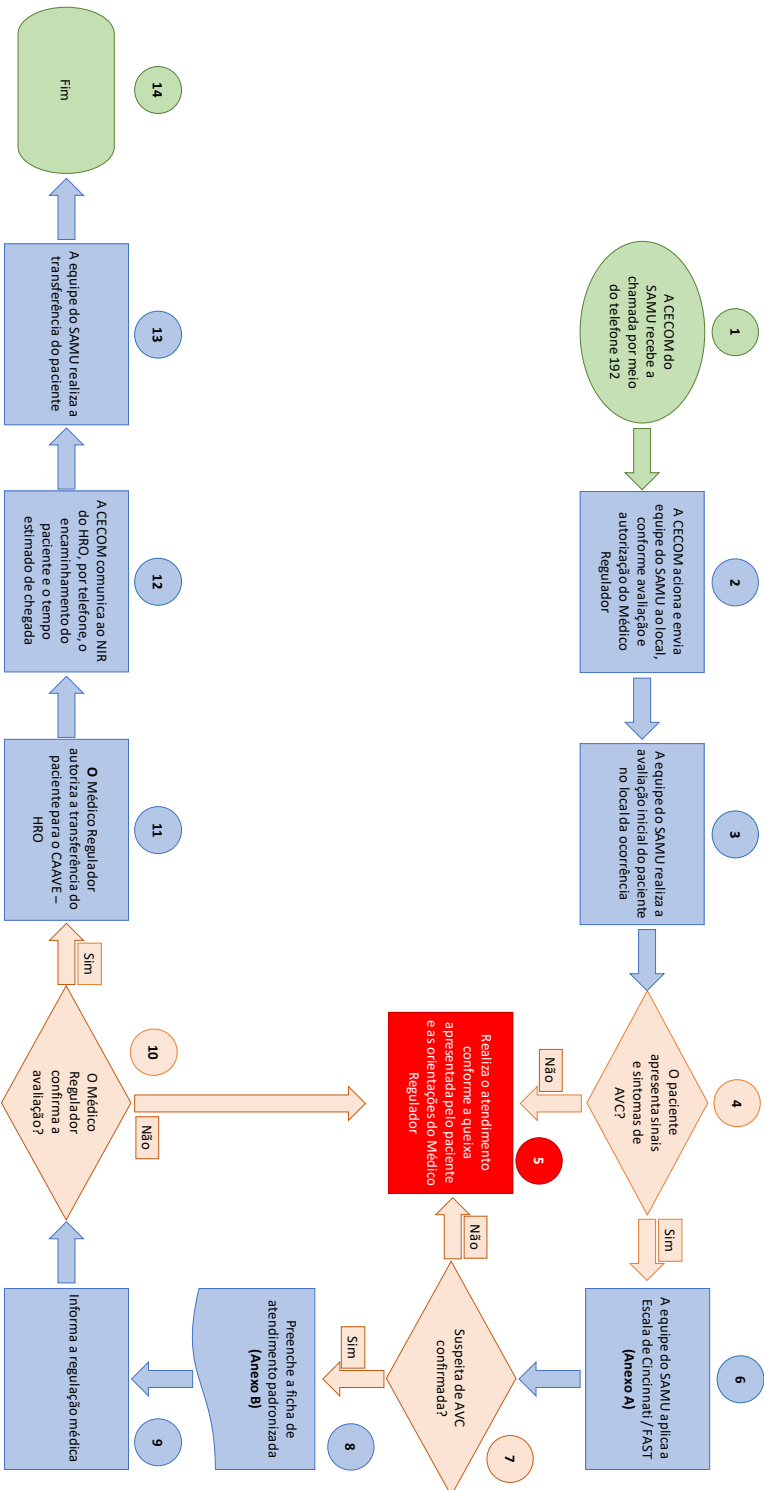 1
A CECOM do
SAMU recebe a
chamada por meio
do telefone 192
2
A CECOM aciona e envia
equipe do SAMU ao local,
conforme avaliação e
autorização do Médico
Regulador
3
A equipe do SAMU realiza a
avaliação inicial do paciente
no local da ocorrência
4
O paciente
apresenta sinais
e sintomas de
AVC?
Não
Sim
5
Realiza o atendimento
conforme a queixa
apresentada pelo paciente
e as orientações do Médico
Regulador
6
A equipe do SAMU aplica a
Escala de Cincinnati / FAST
(Anexo A)
7
Suspeita de AVC
confirmada?
Não
Sim
8
Preenche a ficha de
atendimento padronizada
(Anexo B)
9
Informa a regulação médica
10
O Médico
Regulador
confirma a
avaliação?
Não
Sim
11
O Médico Regulador
autoriza a transferência do
paciente para o CAAVE –
HRO
12
A CECOM comunica ao NIR
do HRO, por telefone, o
encaminhamento do
paciente e o tempo
estimado de chegada
13
A equipe do SAMU realiza a
transferência do paciente
14
Fim